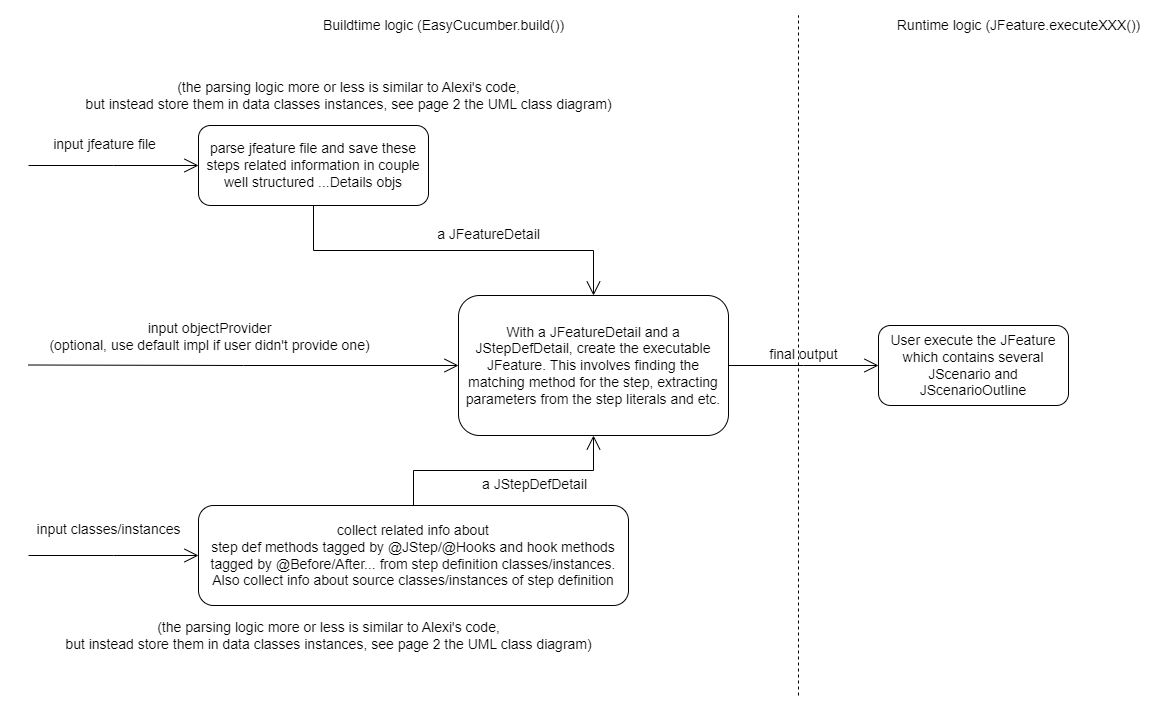 Buildtime logic (EasyCucumber.build())
Runtime logic (JFeature.executeXXX())
(the parsing logic more or less is similar to Alexi's code,
but instead store them in data classes instances, see page 2 the UML class diagram)
input jfeature file
parse jfeature file and save these
steps related information in couple
well structured ...Details objs
a JFeatureDetail
input objectProvider
(optional, use default impl if user didn't provide one)
With a JFeatureDetail and a
JStepDefDetail, create the executable
JFeature. This involves finding the
matching method for the step, extracting
parameters from the step literals and etc.
final output
User execute the JFeature
which contains several
JScenario and
JScenarioOutline
a JStepDefDetail
input classes/instances
collect related info about
step def methods tagged by @JStep/@Hooks and hook methods
tagged by @Before/After... from step definition classes/instances.
Also collect info about source classes/instances of step definition
(the parsing logic more or less is similar to Alexi's code,
but instead store them in data classes instances, see page 2 the UML class diagram)